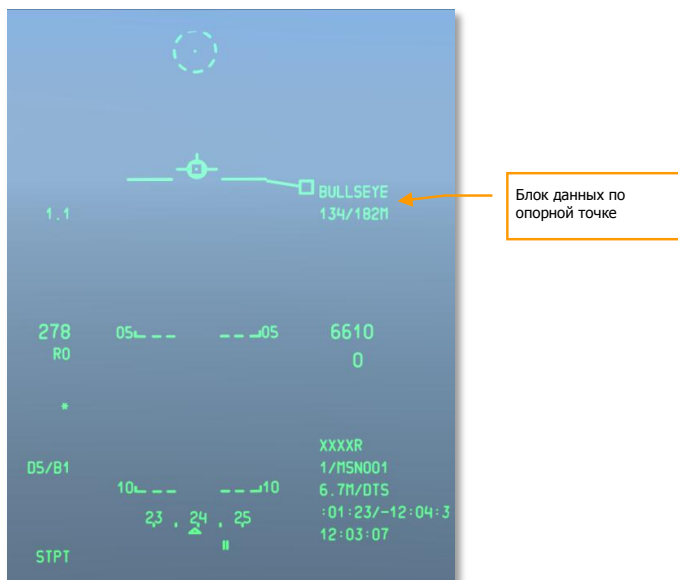 BULLSEYE
134/182M
Блок данных по
опорной точке
1.1
278
05 05
6610
R0
0
*
XXXXR
D5/B1
1/MSN001
10 10
6.7M/DTS
23 . 24 . 25
:01:23/-12:04:3
12:03:07
STPT